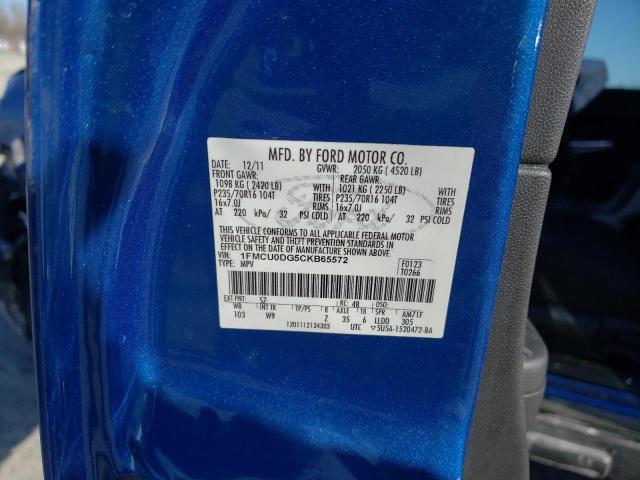 MFD. BY FORD MOTOR CO.
12/11 GVWR: 2050 KG ( 4520 LB)
FRONT GAWR: REAR GAWR:
1098 KG ( 2420 LB) WITH 1021 KG ( 2250 LB) WITH
P235/70R16 104T TIRES P235/70R16 104T TIRES
16x7.0J RIMS 16x7.0J RIMS
AT 220 kPa/ 32 PSI COLD AT 220 kPa/ 32 PSI COLD
THIS VEHICLE CONFORMS TO ALL APPLICABLE FEDERAL MOTOR
VEHICLE SAFETY AND THEFT PREVENTION STANDARDS IN
EFFECT ON THE DATE OF MANUFACTURE SHOWN ABOVE.
VIN: 1FMCU0DG5CKB65572 F0123
TYPE: MPV T0266
EXT PNT: SZ RC: 48 DSO:
WB INT TR TP/PS R AXLE TR SPR AM71F
103 W9 Z 35 6 LLDD 305
1201112134303 UTC 5U5A-1520472-BA